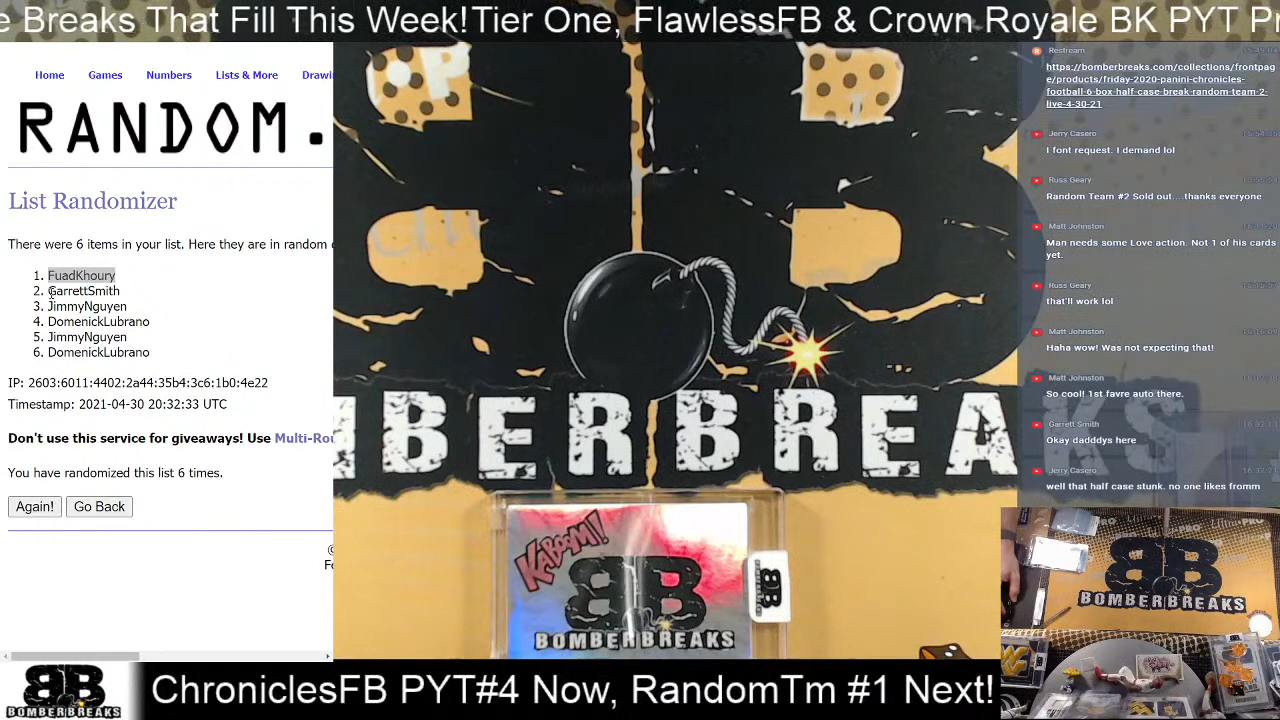 e Breaks That Fill This Week!Tier One, FlawlessFB & Crown Royale BK PYT Pr
Home Games Numbers Lists & More Drawi
RANDOM.
List Randomizer
There were 6 items in your list. Here they are in random o
1. FuadKhoury
2. GarrettSmith
3. JimmyNguyen
4. DomenickLubrano
5. JimmyNguyen
6. DomenickLubrano
IP: 2603:6011:4402:2a44:35b4:3c6:1b0:4e22
Timestamp: 2021-04-30 20:32:33 UTC
Don't use this service for giveaways! Use Multi-Rou
You have randomized this list 6 times.
Again! Go Back
MBERBREA
KABOOM!
BB
BOMBERBREAKS
Restream
https://bomberbreaks.com/collections/frontpag
e/products/friday-2020-panini-chronicles-
football-6-box-half-case-break-random-team-2-
live-4-30-21
Jerry Casero
I font request. I demand lol
Russ Geary
Random Team #2 Sold out....thanks everyone
Matt Johnston
Man needs some Love action. Not 1 of his cards
yet.
Russ Geary
that'll work lol
Matt Johnston
Haha wow! Was not expecting that!
Matt Johnston
So cool! 1st favre auto there.
Garrett Smith
Okay dadddys here
Jerry Casero
well that half case stunk. no one likes fromm
BB
BOMBERBREAKS
BB
BOMBERBREAKS
ChroniclesFB PYT#4 Now, RandomTm #1 Next!